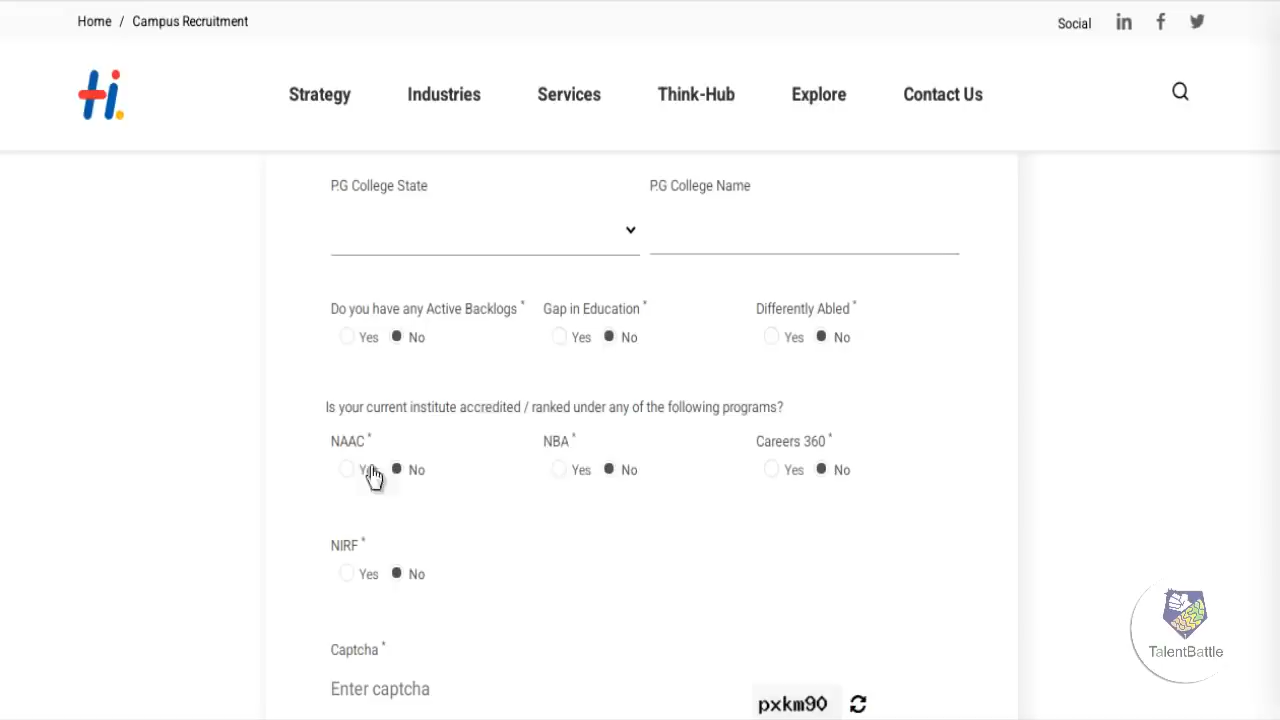 Home / Campus Recruitment
Social
Hi.
Strategy
Industries
Services
Think-Hub
Explore
Contact Us
P.G College State
P.G College Name
Do you have any Active Backlogs *
Gap in Education *
Differently Abled *
Yes No
Yes No
Yes No
Is your current institute accredited / ranked under any of the following programs?
NAAC *
NBA *
Careers 360 *
Yes No
Yes No
Yes No
NIRF *
Yes No
Captcha *
Enter captcha
pxkm90
TalentBattle